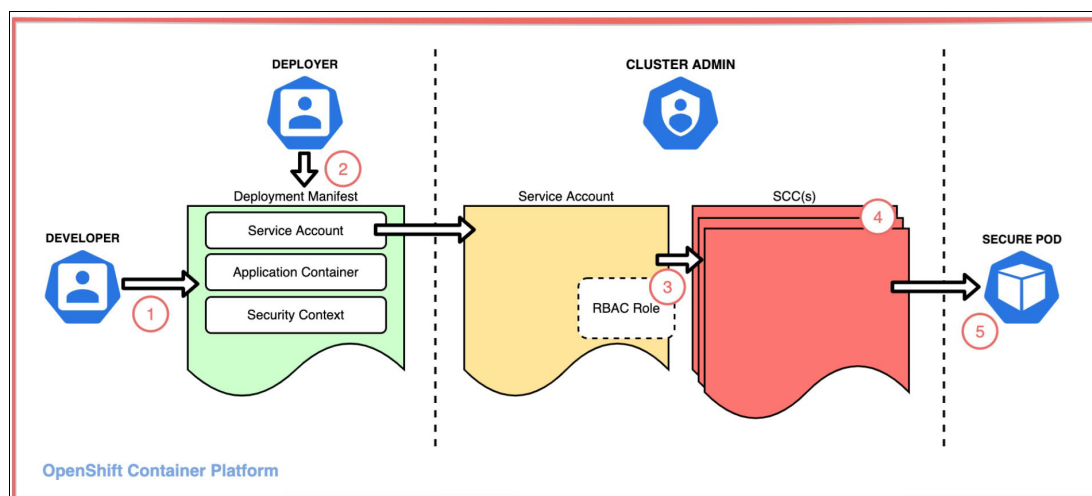 DEPLOYER
CLUSTER ADMIN
2
Deployment Manifest
Service Account
SCC(s)
DEVELOPER
Service Account
4
SECURE POD
Application Container
1
Security Context
3
RBAC Role
5
OpenShift Container Platform